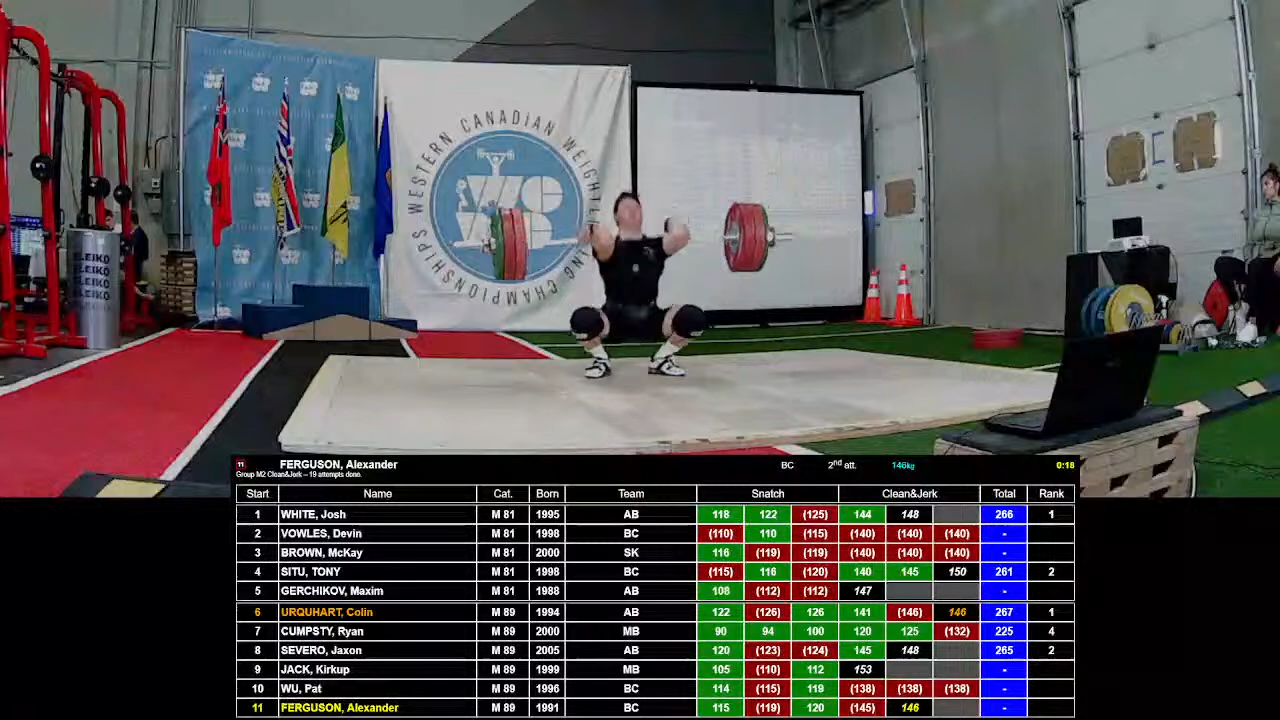 WESTERN CANADIAN WEIGHTLIFTING CHAMPIONSHIPS
ELEIKO
ELEIKO
ELEIKO
C
11 FERGUSON, Alexander BC 2nd att. 146kg 0:18
Group M2 Clean&Jerk – 19 attempts done.
Start Name Cat. Born Team Snatch Clean&Jerk Total Rank
1 WHITE, Josh M 81 1995 AB 118 122 (125) 144 148 266 1
2 VOWLES, Devin M 81 1998 BC (110) 110 (115) (140) (140) (140) -
3 BROWN, McKay M 81 2000 SK 116 (119) (119) (140) (140) (140) -
4 SITU, TONY M 81 1998 BC (115) 116 (120) 140 145 150 261 2
5 GERCHIKOV, Maxim M 81 1988 AB 108 (112) (112) 147 -
6 URQUHART, Colin M 89 1994 AB 122 (126) 126 141 (146) 146 267 1
7 CUMPSTY, Ryan M 89 2000 MB 90 94 100 120 125 (132) 225 4
8 SEVERO, Jaxon M 89 2005 AB 120 (123) (124) 145 148 265 2
9 JACK, Kirkup M 89 1999 MB 105 (110) 112 153 -
10 WU, Pat M 89 1996 BC 114 (115) 119 (138) (138) (138) -
11 FERGUSON, Alexander M 89 1991 BC 115 (119) 120 (145) 146 -